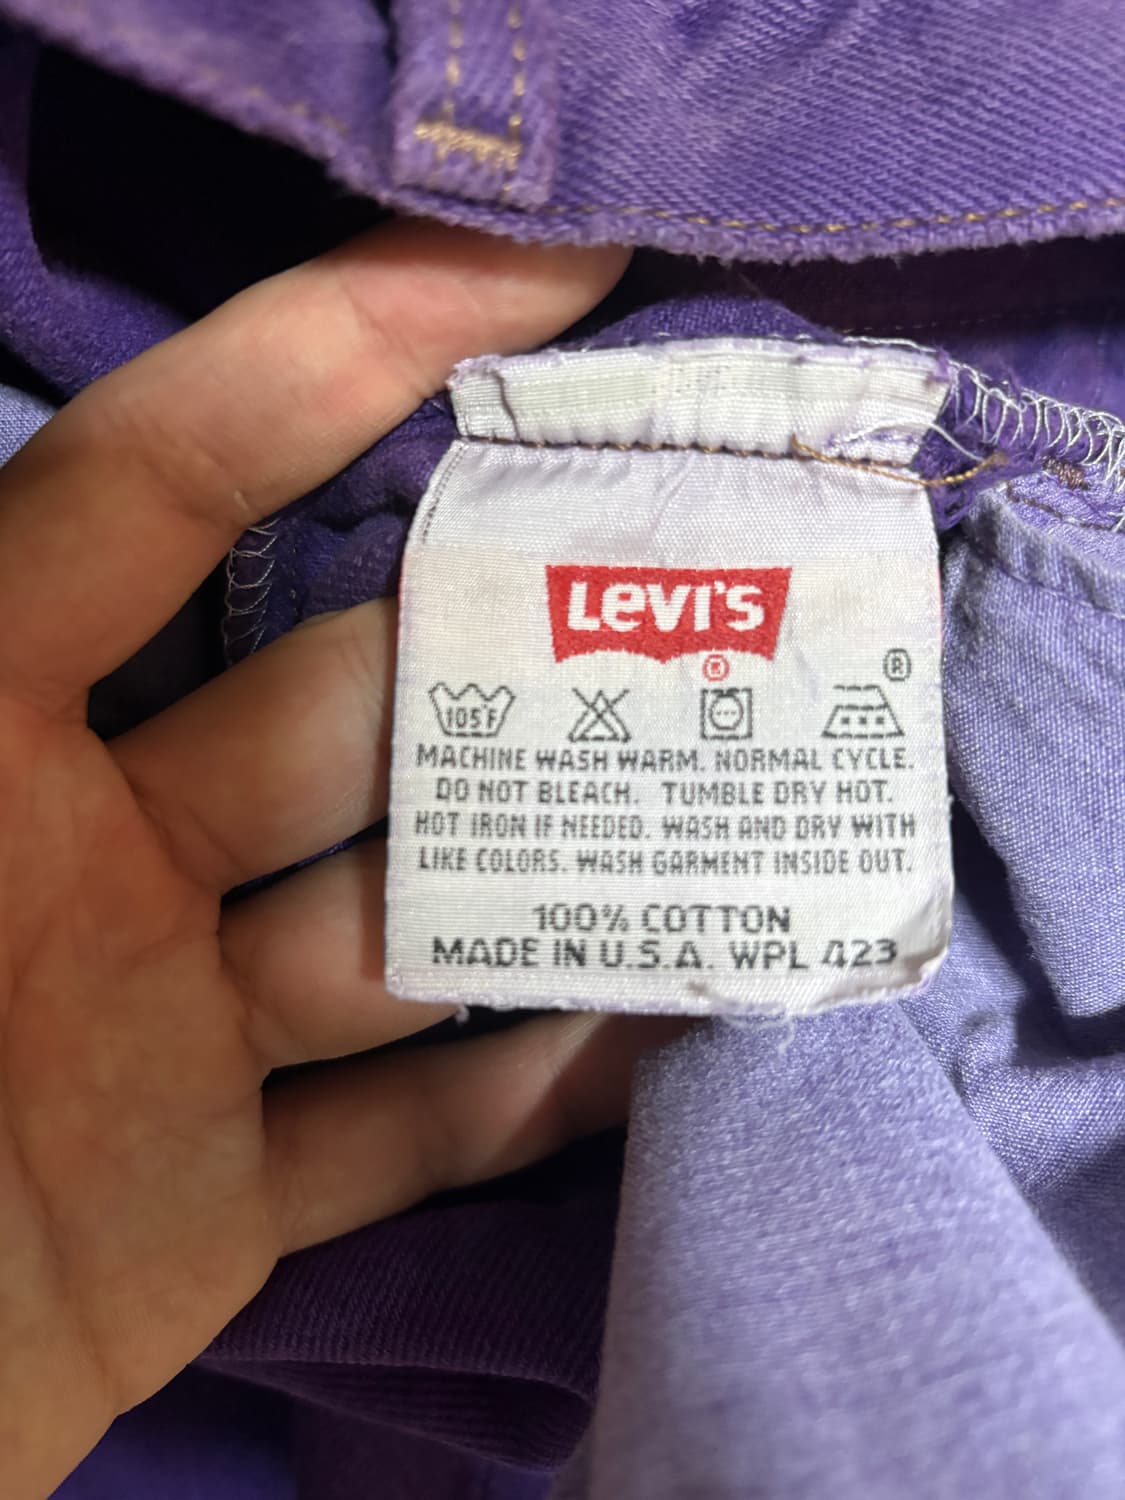 Levi's
®
®
105°F
MACHINE WASH WARM. NORMAL CYCLE.
DO NOT BLEACH. TUMBLE DRY HOT.
HOT IRON IF NEEDED. WASH AND DRY WITH
LIKE COLORS. WASH GARMENT INSIDE OUT.
100% COTTON
MADE IN U.S.A. WPL 423